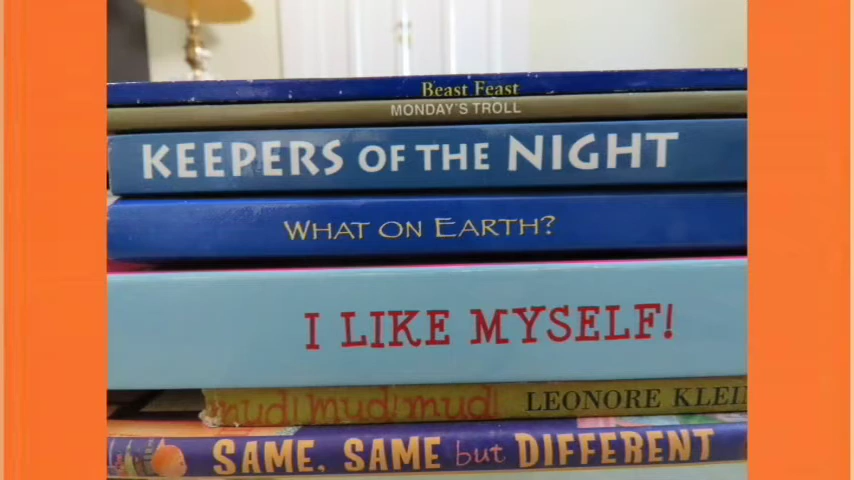 Beast Feast
MONDAY'S TROLL
KEEPERS OF THE NIGHT
WHAT ON EARTH?
I LIKE MYSELF!
mud! mud! mud! LEONORE KLEIN
SAME, SAME but DIFFERENT